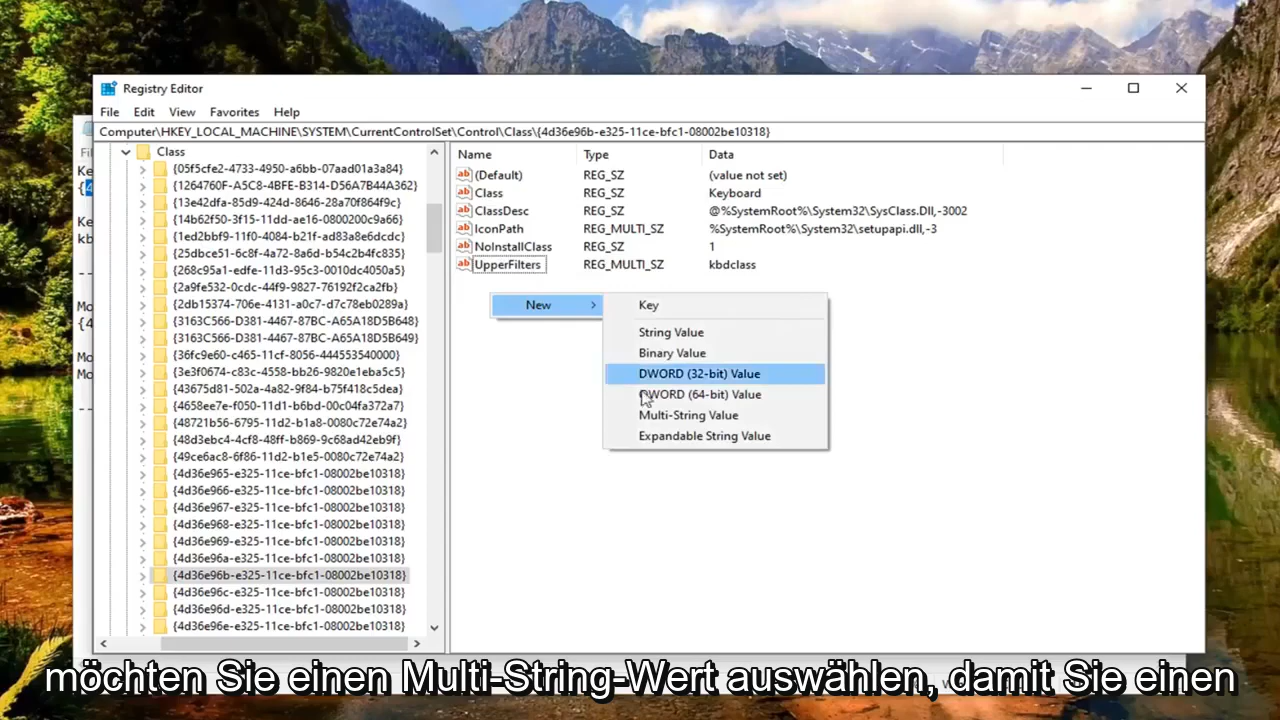 Registry Editor
File Edit View Favorites Help
Computer\HKEY_LOCAL_MACHINE\SYSTEM\CurrentControlSet\Control\Class\{4d36e96b-e325-11ce-bfc1-08002be10318}
Class
{05f5cfe2-4733-4950-a6bb-07aad01a3a84}
{1264760F-A5C8-4BFE-B314-D56A7B44A362}
{13e42dfa-85d9-424d-8646-28a70f864f9c}
{14b62f50-3f15-11dd-ae16-0800200c9a66}
{1ed2bbf9-11f0-4084-b21f-ad83a8e6dcdc}
{25dbce51-6c8f-4a72-8a6d-b54c2b4fc835}
{268c95a1-edfe-11d3-95c3-0010dc4050a5}
{2a9fe532-0cdc-44f9-9827-76192f2ca2fb}
{2db15374-706e-4131-a0c7-d7c78eb0289a}
{3163C566-D381-4467-87BC-A65A18D5B648}
{3163C566-D381-4467-87BC-A65A18D5B649}
{36fc9e60-c465-11cf-8056-444553540000}
{3e3f0674-c83c-4558-bb26-9820e1eba5c5}
{43675d81-502a-4a82-9f84-b75f418c5dea}
{4658ee7e-f050-11d1-b6bd-00c04fa372a7}
{48721b56-6795-11d2-b1a8-0080c72e74a2}
{48d3ebc4-4cf8-48ff-b869-9c68ad42eb9f}
{49ce6ac8-6f86-11d2-b1e5-0080c72e74a2}
{4d36e965-e325-11ce-bfc1-08002be10318}
{4d36e966-e325-11ce-bfc1-08002be10318}
{4d36e967-e325-11ce-bfc1-08002be10318}
{4d36e968-e325-11ce-bfc1-08002be10318}
{4d36e969-e325-11ce-bfc1-08002be10318}
{4d36e96a-e325-11ce-bfc1-08002be10318}
{4d36e96b-e325-11ce-bfc1-08002be10318}
{4d36e96c-e325-11ce-bfc1-08002be10318}
{4d36e96d-e325-11ce-bfc1-08002be10318}
{4d36e96e-e325-11ce-bfc1-08002be10318}
Name Type Data
(Default) REG_SZ (value not set)
Class REG_SZ Keyboard
ClassDesc REG_SZ @%SystemRoot%\System32\SysClass.Dll,-3002
IconPath REG_MULTI_SZ %SystemRoot%\System32\setupapi.dll,-3
NoInstallClass REG_SZ 1
UpperFilters REG_MULTI_SZ kbdclass
New
Key
String Value
Binary Value
DWORD (32-bit) Value
QWORD (64-bit) Value
Multi-String Value
Expandable String Value
möchten Sie einen Multi-String-Wert auswählen, damit Sie einen